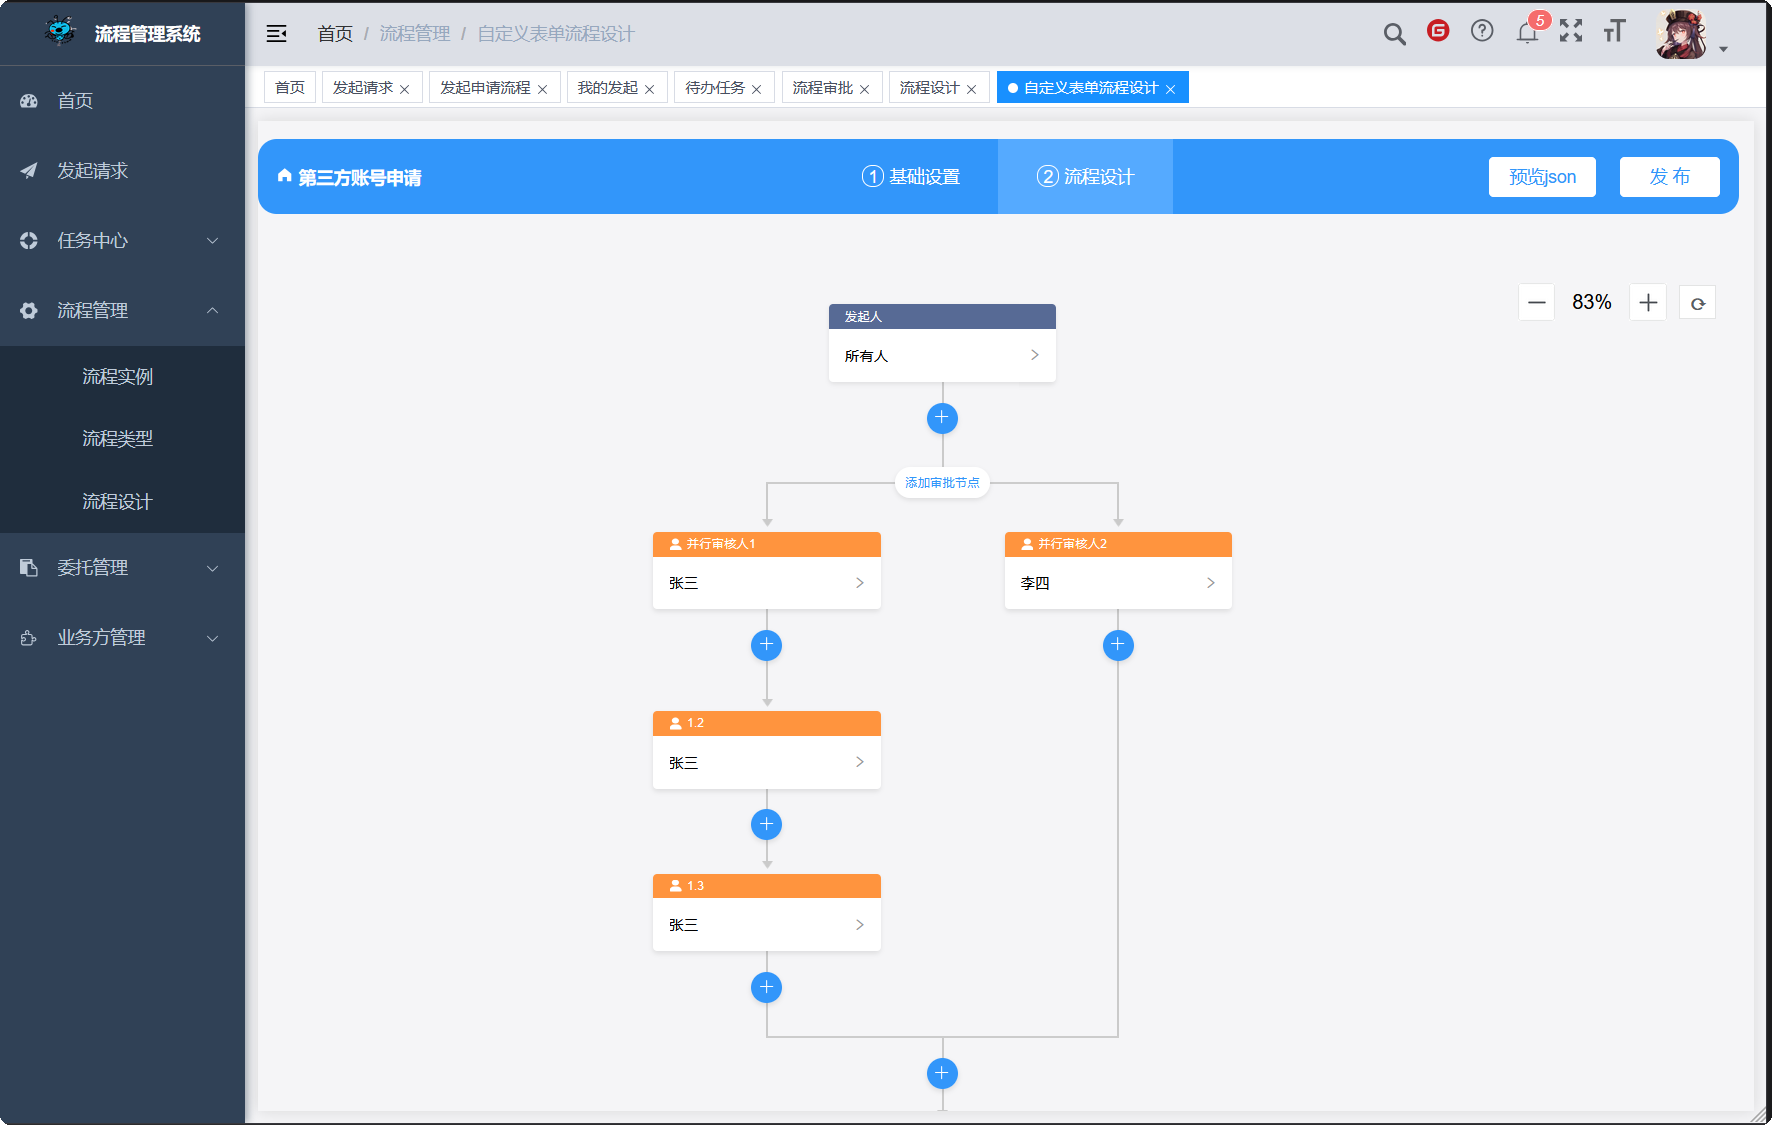 流程管理系统
首页 / 流程管理 / 自定义表单流程设计
5
首页
发起请求
任务中心
流程管理
流程实例
流程类型
流程设计
委托管理
业务方管理
首页 发起请求 发起申请流程 我的发起 待办任务 流程审批 流程设计 自定义表单流程设计
第三方账号申请
① 基础设置
② 流程设计
预览json
发 布
83%
发起人
所有人
添加审批节点
并行审核人1
张三
并行审核人2
李四
1.2
张三
1.3
张三